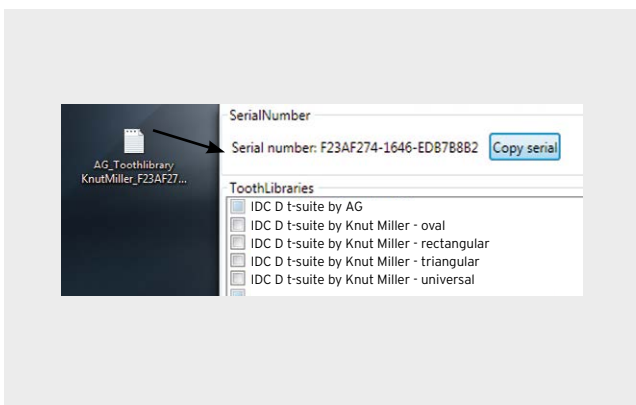 AG_Toothlibrary
KnutMiller_F23AF27...
SerialNumber
Serial number: F23AF274-1646-EDB7B8B2 Copy serial
ToothLibraries
IDC D t-suite by AG
IDC D t-suite by Knut Miller - oval
IDC D t-suite by Knut Miller - rectangular
IDC D t-suite by Knut Miller - triangular
IDC D t-suite by Knut Miller - universal